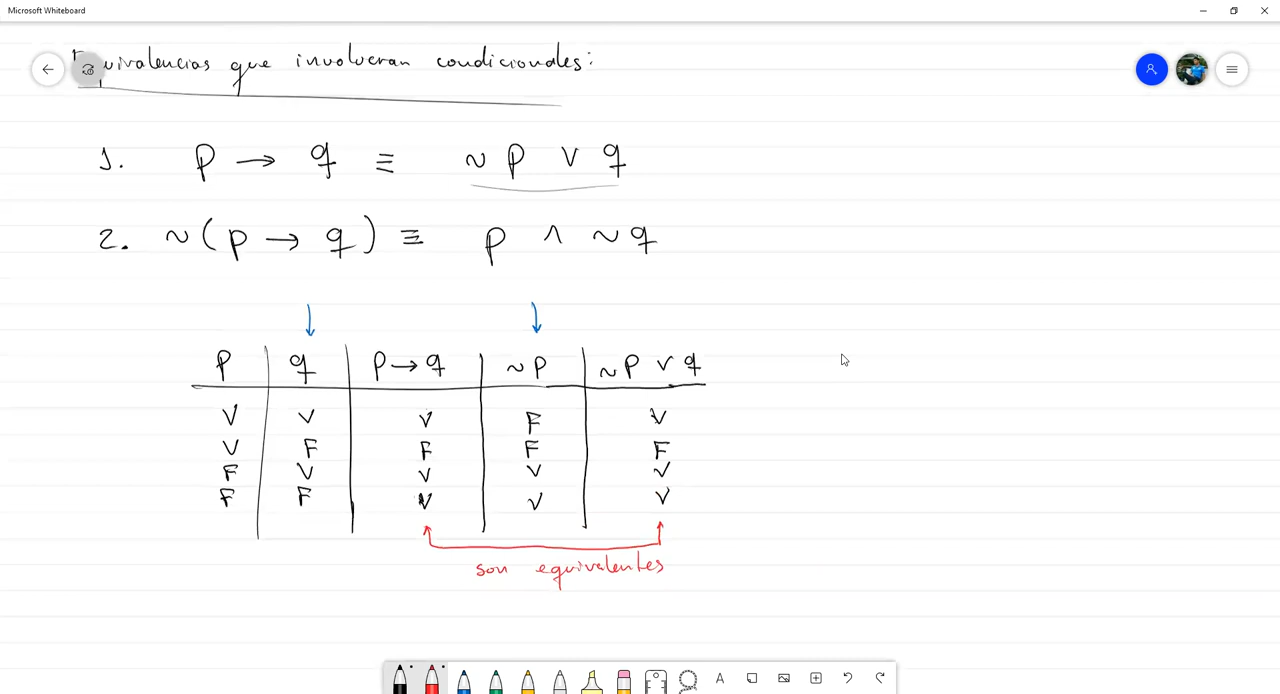 Microsoft Whiteboard
Equivalencias que involucran condicionales:
1. p → q ≡ ~ p ∨ q
2. ~(p → q) ≡ p ∧ ~ q
↓ ↓
p q p → q ~ p ~ p ∨ q
V V V F V
V F F F F
F V V V V
F F V V V
son equivalentes
A